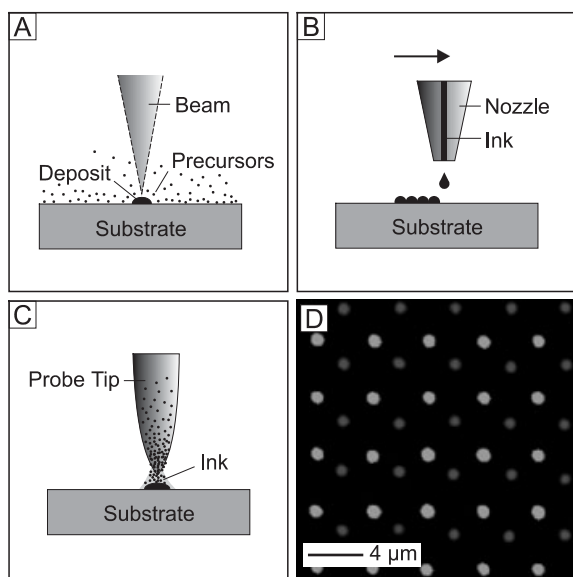 A
Beam
Precursors
Deposit
Substrate
B
Nozzle
Ink
Substrate
C
Probe Tip
Ink
Substrate
D
4 µm